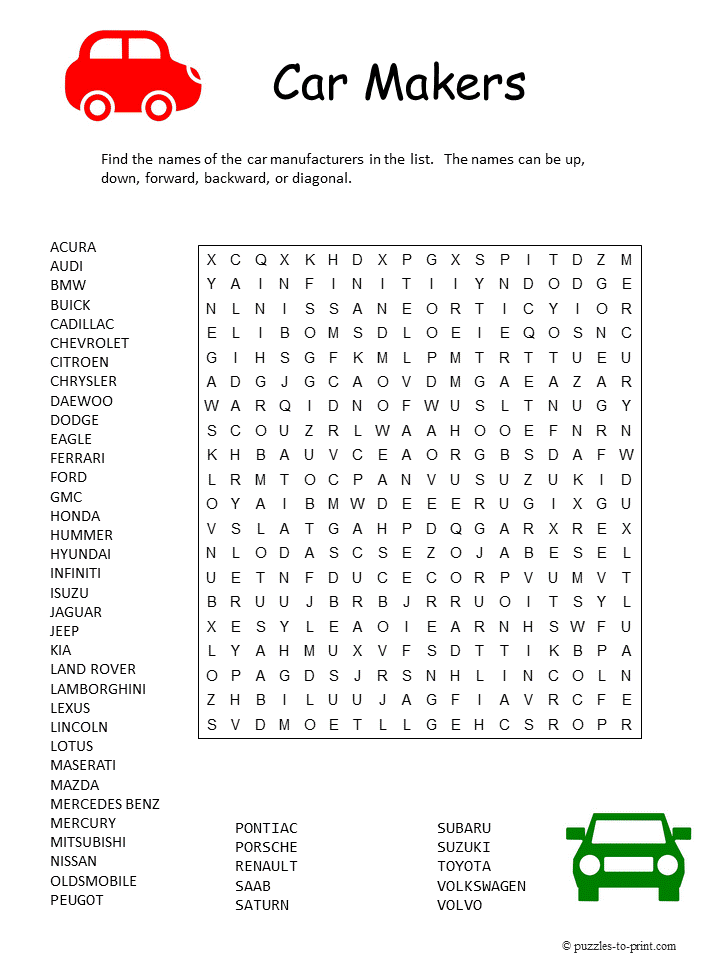 Car Makers
Find the names of the car manufacturers in the list. The names can be up,
down, forward, backward, or diagonal.
ACURA
AUDI
BMW
BUICK
CADILLAC
CHEVROLET
CITROEN
CHRYSLER
DAEWOO
DODGE
EAGLE
FERRARI
FORD
GMC
HONDA
HUMMER
HYUNDAI
INFINITI
ISUZU
JAGUAR
JEEP
KIA
LAND ROVER
LAMBORGHINI
LEXUS
LINCOLN
LOTUS
MASERATI
MAZDA
MERCEDES BENZ
MERCURY
MITSUBISHI
NISSAN
OLDSMOBILE
PEUGOT
X C Q X K H D X P G X S P I T D Z M
Y A I N F I N I T I I Y N D O D G E
N L N I S S A N E O R T I C Y I O R
E L I B O M S D L O E I E Q O S N C
G I H S G F K M L P M T R T T U E U
A D G J G C A O V D M G A E A Z A R
W A R Q I D N O F W U S L T N U G Y
S C O U Z R L W A A H O O E F N R N
K H B A U V C E A O R G B S D A F W
L R M T O C P A N V U S U Z U K I D
O Y A I B M W D E E E R U G I X G U
V S L A T G A H P D Q G A R X R E X
N L O D A S C S E Z O J A B E S E L
U E T N F D U C E C O R P V U M V T
B R U U J B R B J R R U O I T S Y L
X E S Y L E A O I E A R N H S W F U
L Y A H M U X V F S D T T I K B P A
O P A G D S J R S N H L I N C O L N
Z H B I L U U J A G F I A V R C F E
S V D M O E T L L G E H C S R O P R
PONTIAC
PORSCHE
RENAULT
SAAB
SATURN
SUBARU
SUZUKI
TOYOTA
VOLKSWAGEN
VOLVO
© puzzles-to-print.com